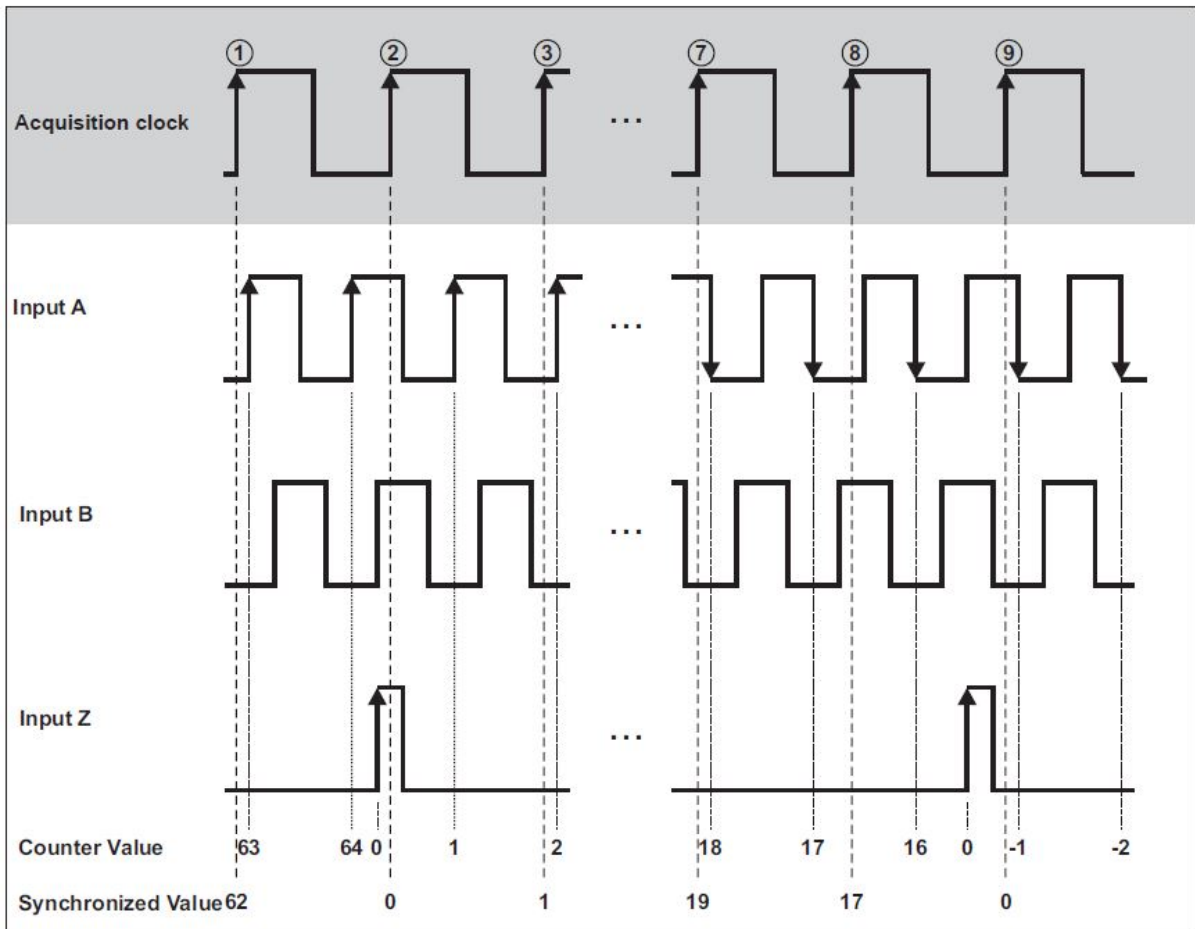 ① ② ③ ⑦ ⑧ ⑨
Acquisition clock ... 
Input A ...
Input B ...
Input Z ...
Counter Value 63 64 0 1 2 18 17 16 0 -1 -2
Synchronized Value 62 0 1 19 17 0